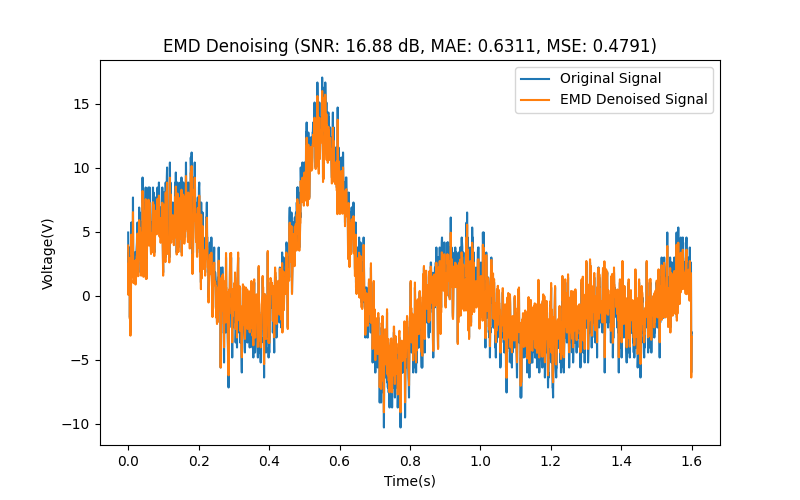 EMD Denoising (SNR: 16.88 dB, MAE: 0.6311, MSE: 0.4791)
Original Signal
EMD Denoised Signal
Voltage(V)
15
10
5
0
−5
−10
0.0 0.2 0.4 0.6 0.8 1.0 1.2 1.4 1.6
Time(s)